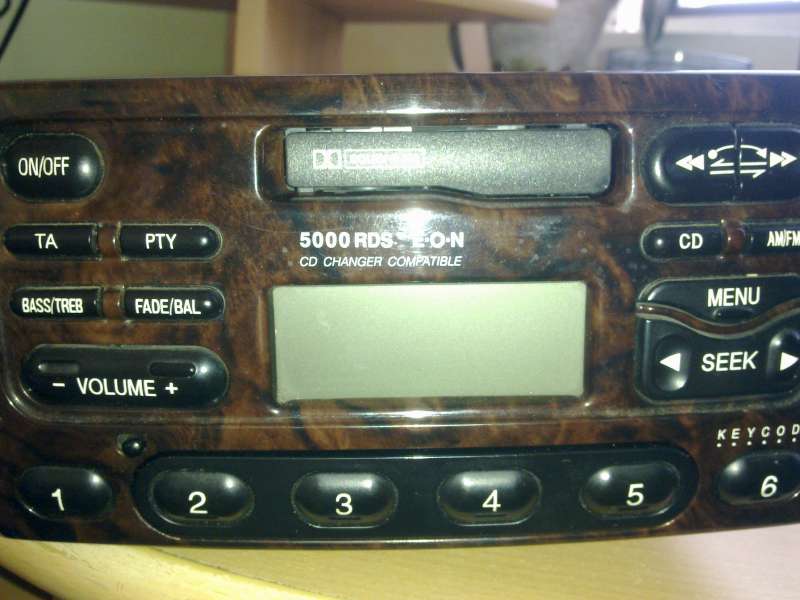 ON/OFF
TA
PTY
BASS/TREB
FADE/BAL
- VOLUME +
5000 RDS E·O·N
CD CHANGER COMPATIBLE
CD
AM/FM
MENU
SEEK
KEYCOD
1
2
3
4
5
6